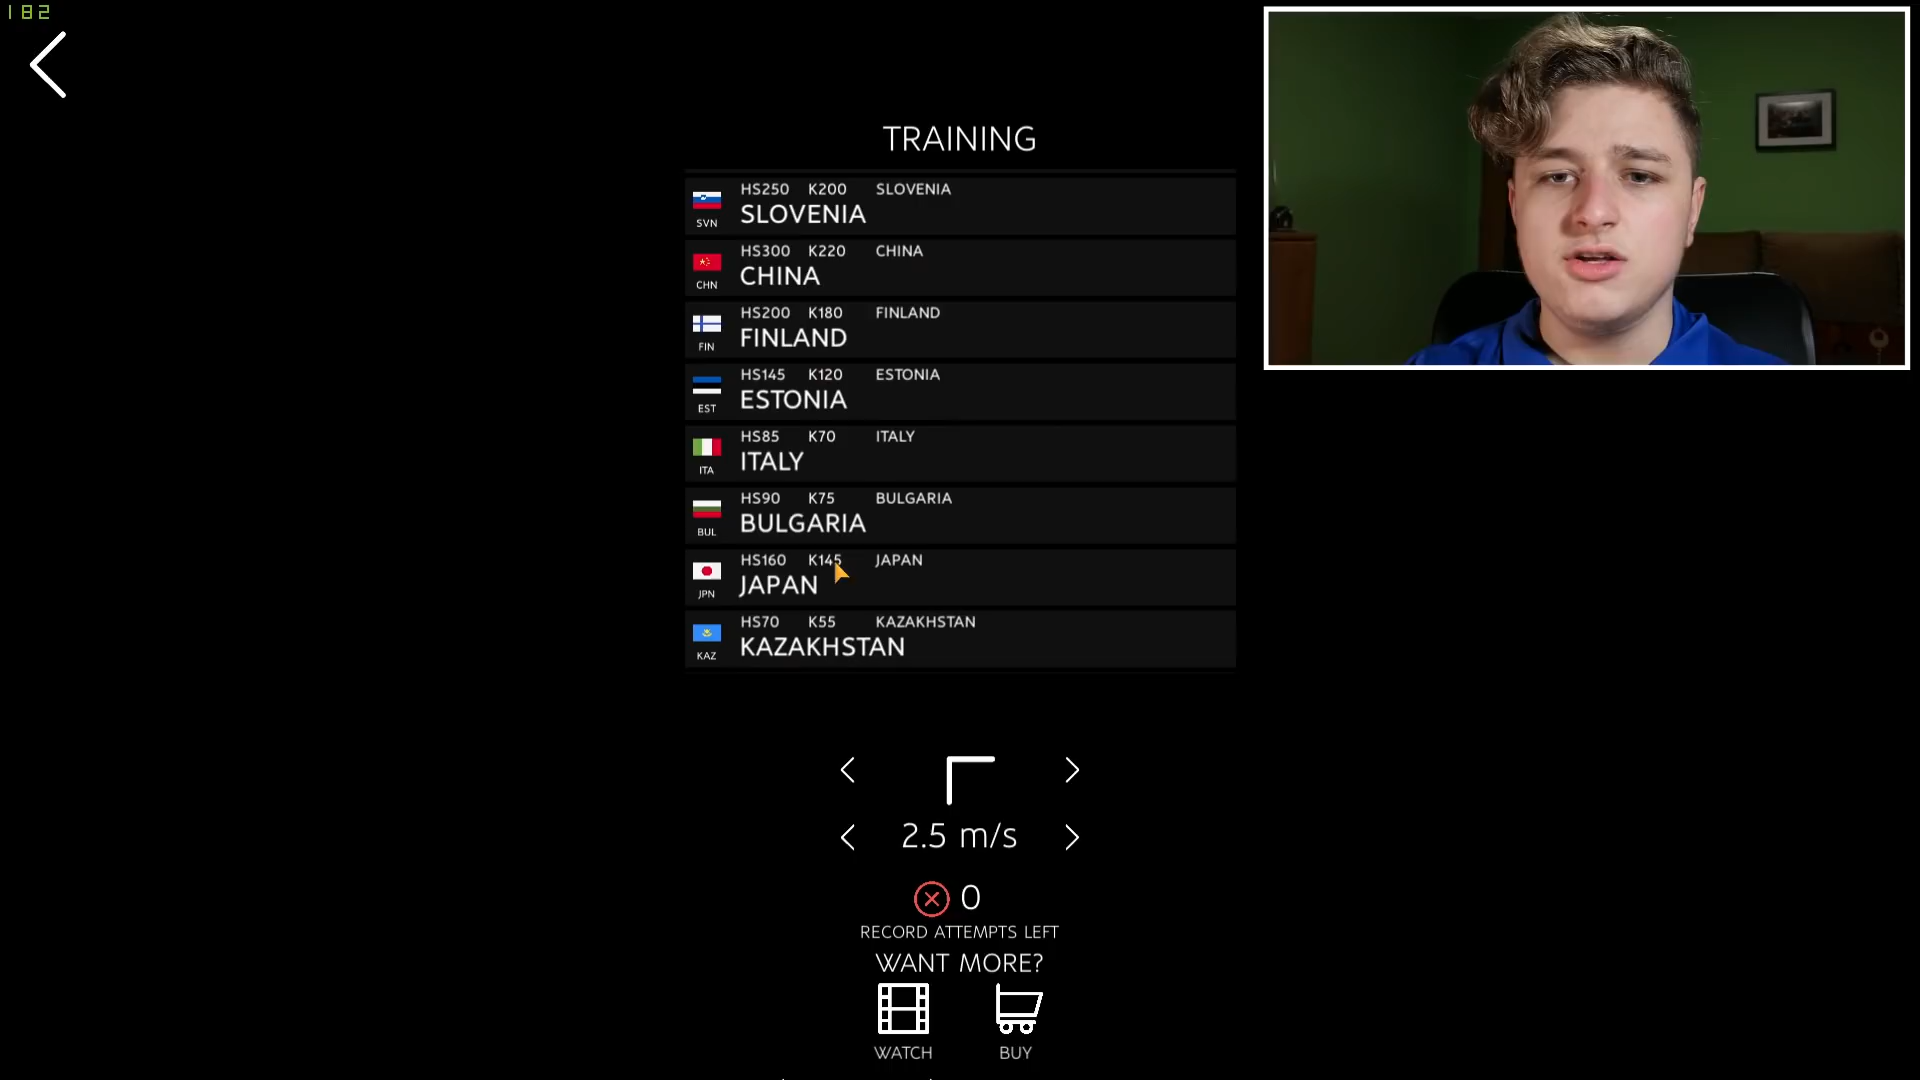 182
TRAINING
HS250 K200 SLOVENIA
SVN SLOVENIA
HS300 K220 CHINA
CHN CHINA
HS200 K180 FINLAND
FIN FINLAND
HS145 K120 ESTONIA
EST ESTONIA
HS85 K70 ITALY
ITA ITALY
HS90 K75 BULGARIA
BUL BULGARIA
HS160 K145 JAPAN
JPN JAPAN
HS70 K55 KAZAKHSTAN
KAZ KAZAKHSTAN
2.5 m/s
0
RECORD ATTEMPTS LEFT
WANT MORE?
WATCH BUY